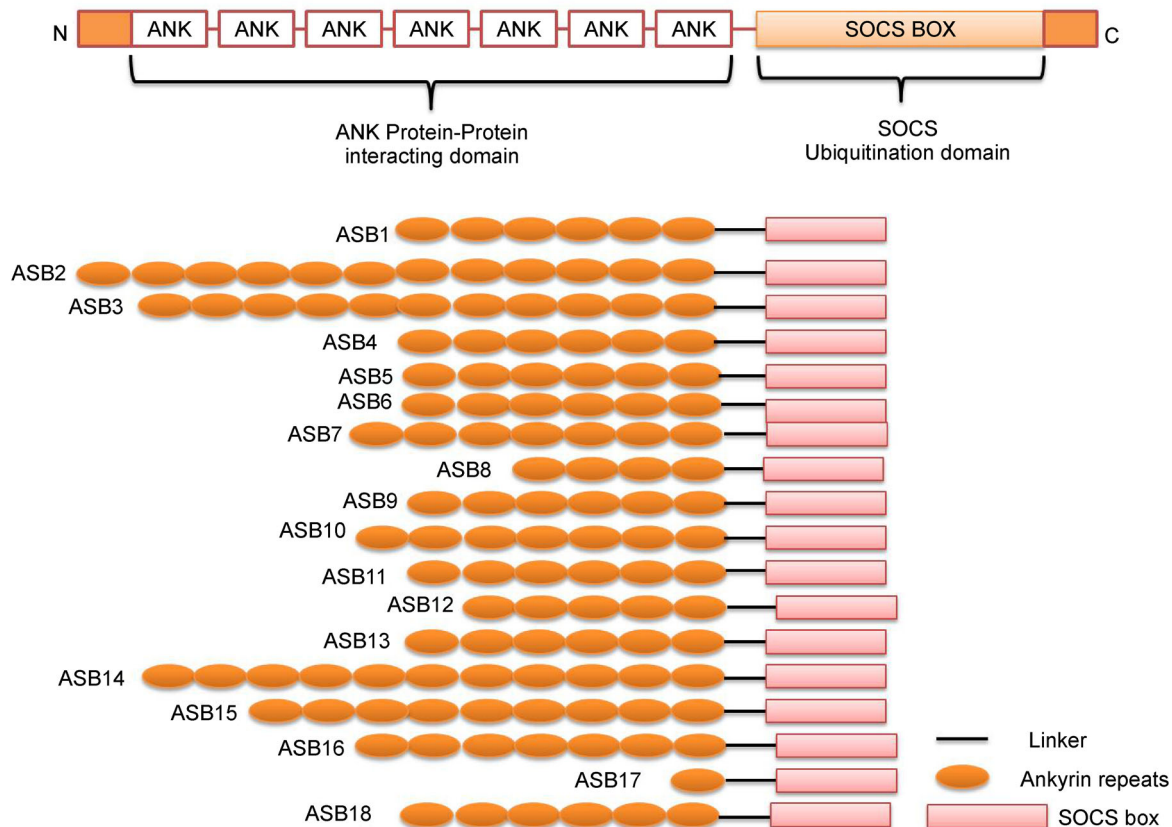 N ANK ANK ANK ANK ANK ANK ANK SOCS BOX C
ANK Protein-Protein
interacting domain
SOCS
Ubiquitination domain
ASB1
ASB2
ASB3
ASB4
ASB5
ASB6
ASB7
ASB8
ASB9
ASB10
ASB11
ASB12
ASB13
ASB14
ASB15
ASB16
ASB17
ASB18
Linker
Ankyrin repeats
SOCS box